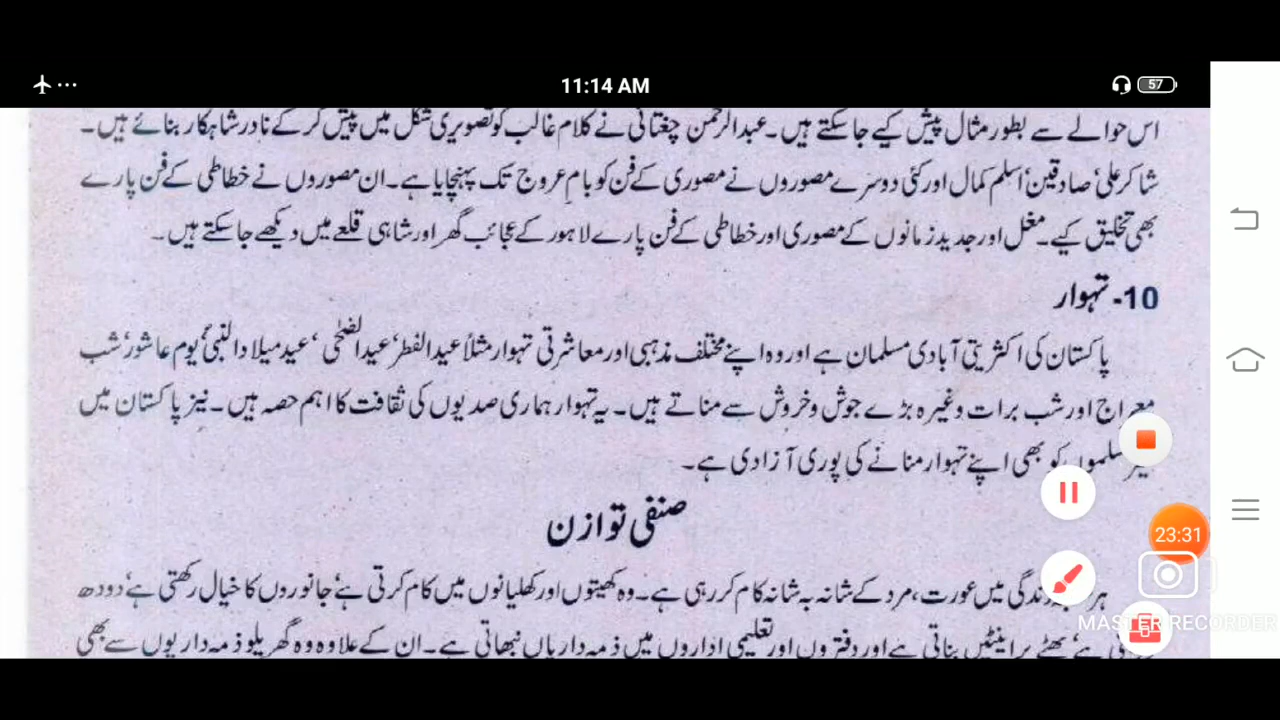 11:14 AM
57
اس حوالے سے بطور مثال پیش کیے جا سکتے ہیں۔ عبدالرحمن چغتائی نے کلام غالب کو تصویری شکل میں پیش کر کے نادر شاہکار بنائے ہیں۔
شاکر علی، صادقین، اسلم کمال اور کئی دوسرے مصوروں نے مصوری کے فن کو بامِ عروج تک پہنچایا ہے۔ ان مصوروں نے خطاطی کے فن پارے
بھی تخلیق کیے۔ مغل اور جدید زمانوں کے مصوری اور خطاطی کے فن پارے لاہور کے عجائب گھر اور شاہی قلعے میں دیکھے جا سکتے ہیں۔
10- تہوار
پاکستان کی اکثریتی آبادی مسلمان ہے اور وہ اپنے مختلف مذہبی اور معاشرتی تہوار مثلاً عیدالفطر، عیدالضحٰی، عید میلاد النبیؐ، یوم عاشور، شب
معراج اور شب برات وغیرہ بڑے جوش و خروش سے مناتے ہیں۔ یہ تہوار ہماری صدیوں کی ثقافت کا اہم حصہ ہیں۔ نیز پاکستان میں
کو بھی اپنے تہوار منانے کی پوری آزادی ہے۔
صنفی توازن
ہر زندگی میں عورت، مرد کے شانہ بہ شانہ کام کر رہی ہے۔ وہ کھیتوں اور کھلیانوں میں کام کرتی ہے، جانوروں کا خیال رکھتی ہے، دودھ
ہے، بھٹے پر اینٹیں بناتی ہے اور دفتروں اور تعلیمی اداروں میں ذمہ داریاں نبھاتی ہے۔ ان کے علاوہ وہ گھریلو ذمہ داریوں سے بھی
23:31
MASTER RECORDER